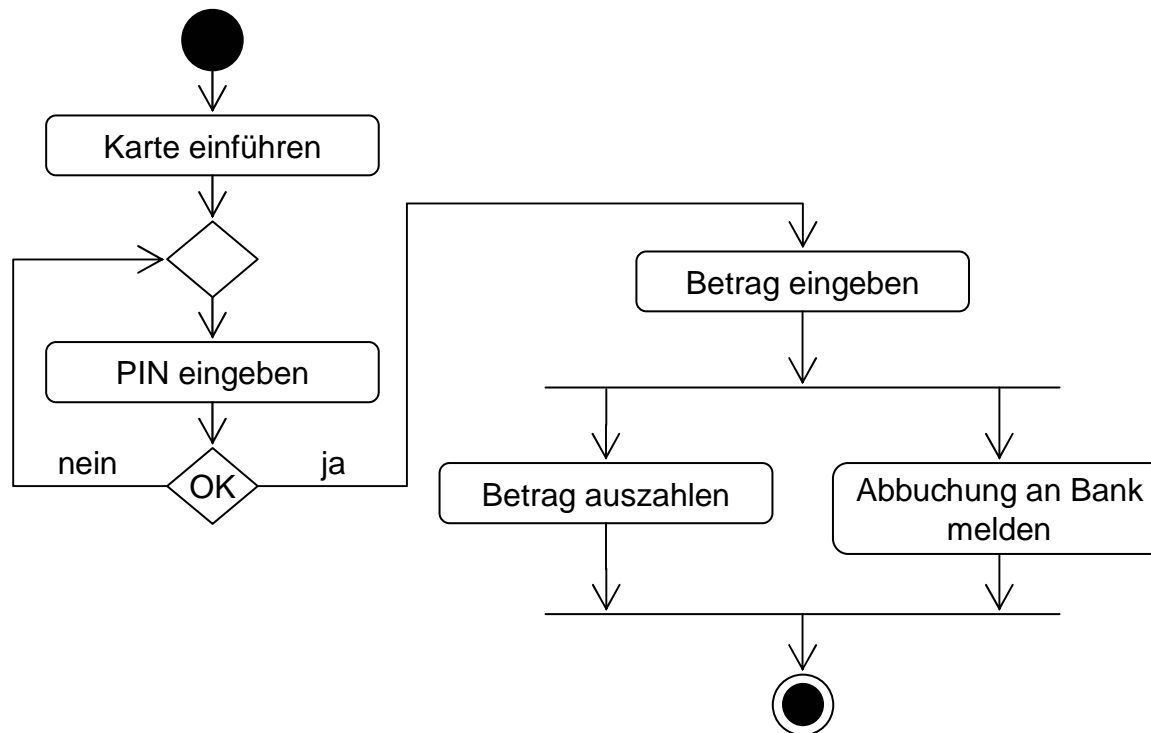 Karte einführen
PIN eingeben
nein
OK
ja
Betrag eingeben
Betrag auszahlen
Abbuchung an Bank
melden